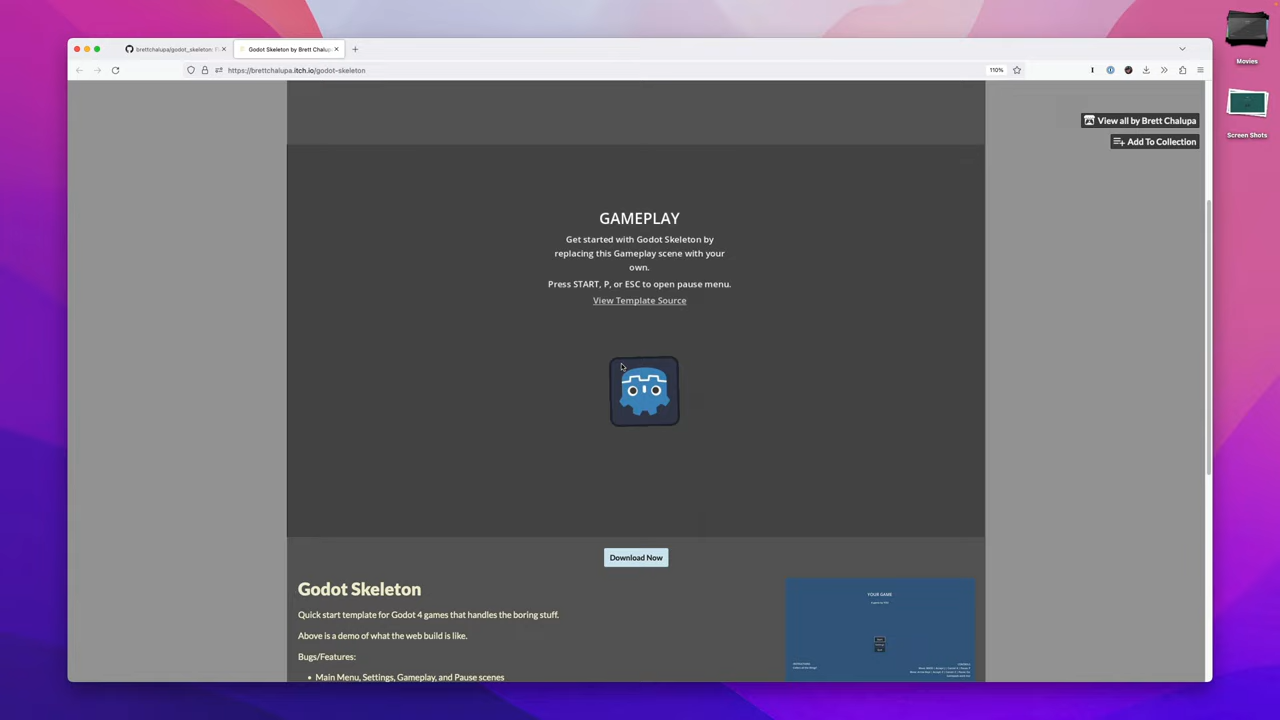 brettchalupa/godot_skeleton: F
Godot Skeleton by Brett Chalup
https://brettchalupa.itch.io/godot-skeleton
110%
Movies
View all by Brett Chalupa
Screen Shots
Add To Collection
GAMEPLAY
Get started with Godot Skeleton by
replacing this Gameplay scene with your
own.
Press START, P, or ESC to open pause menu.
View Template Source
Download Now
Godot Skeleton
Quick start template for Godot 4 games that handles the boring stuff.
YOUR GAME
Above is a demo of what the web build is like.
Bugs/Features:
Main Menu, Settings, Gameplay, and Pause scenes